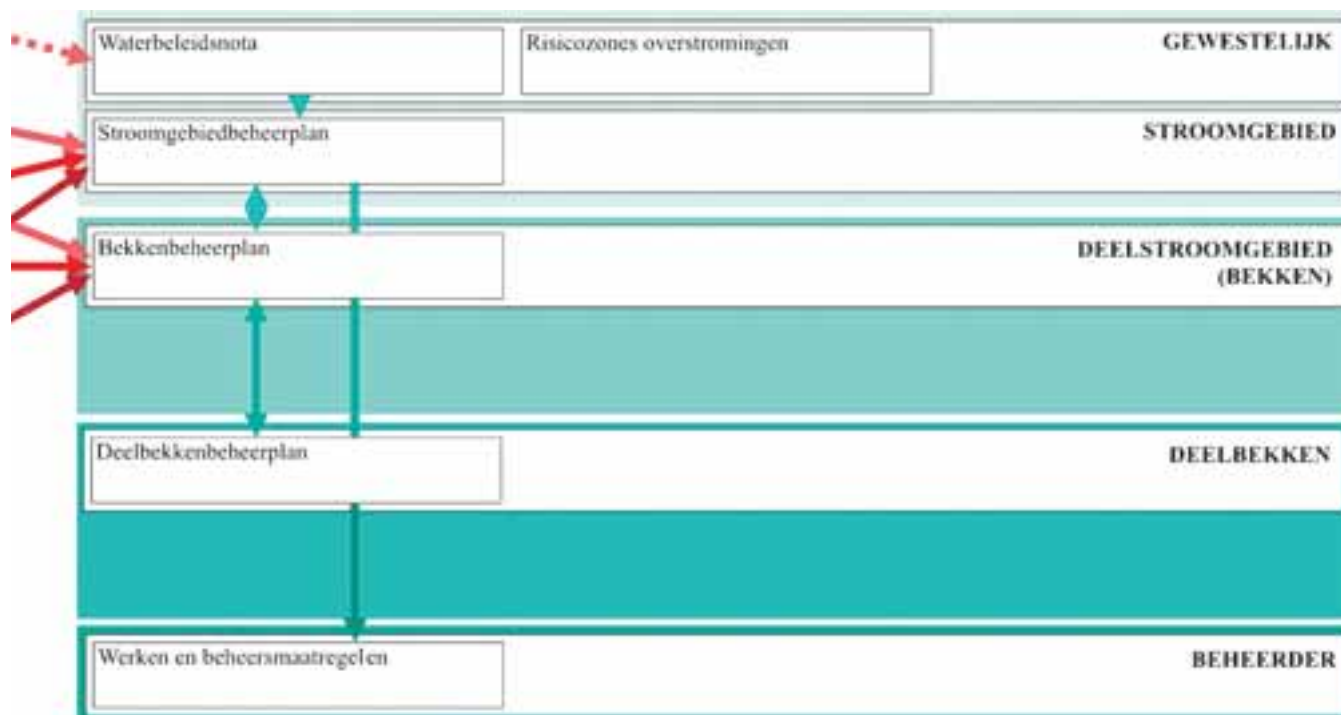 Waterbeleidsnota
Risicozones overstromingen
GEWESTELIJK
Stroomgebiedbeheerplan
STROOMGEBIED
Bekkenbeheerplan
DEELSTROOMGEBIED
(BEKKEN)
Deelbekkenbeheerplan
DEELBEKKEN
Werken en beheersmaatregelen
BEHEERDER